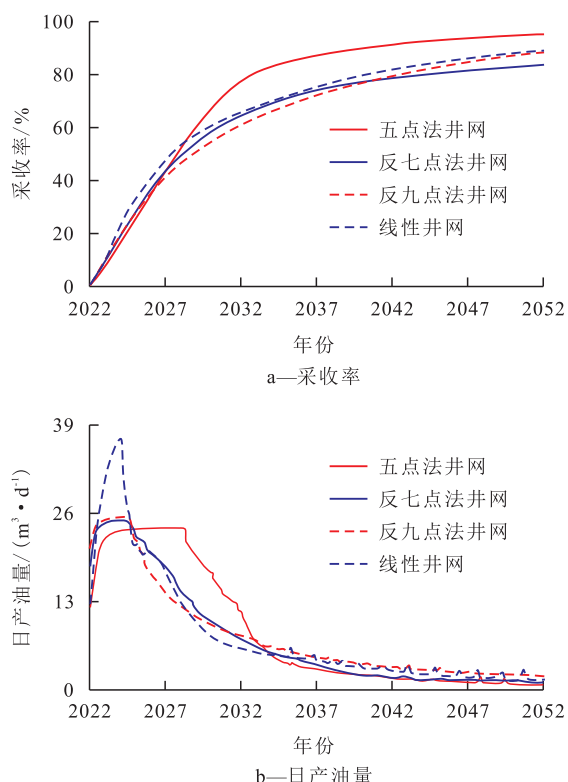 100
80
60
40
20
0
采收率/%
五点法井网
反七点法井网
反九点法井网
线性井网
2022 2027 2032 2037 2042 2047 2052
年份
a—采收率
39
26
13
0
日产油量/(m³·d⁻¹)
五点法井网
反七点法井网
反九点法井网
线性井网
2022 2027 2032 2037 2042 2047 2052
年份
b—日产油量